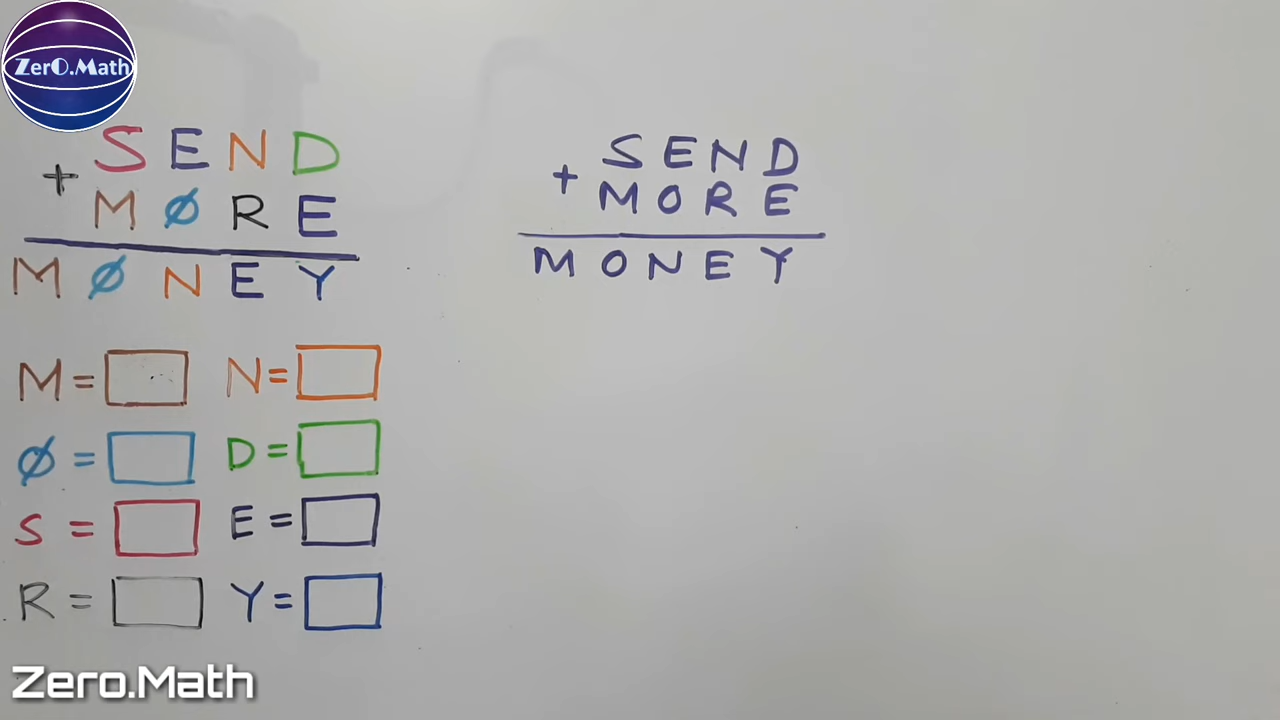 ZerO.Math
SEND
+ MØRE
MØNEY
M=
N=
Ø=
D=
S=
E=
R=
Y=
SEND
+ MORE
MONEY
Zero.Math